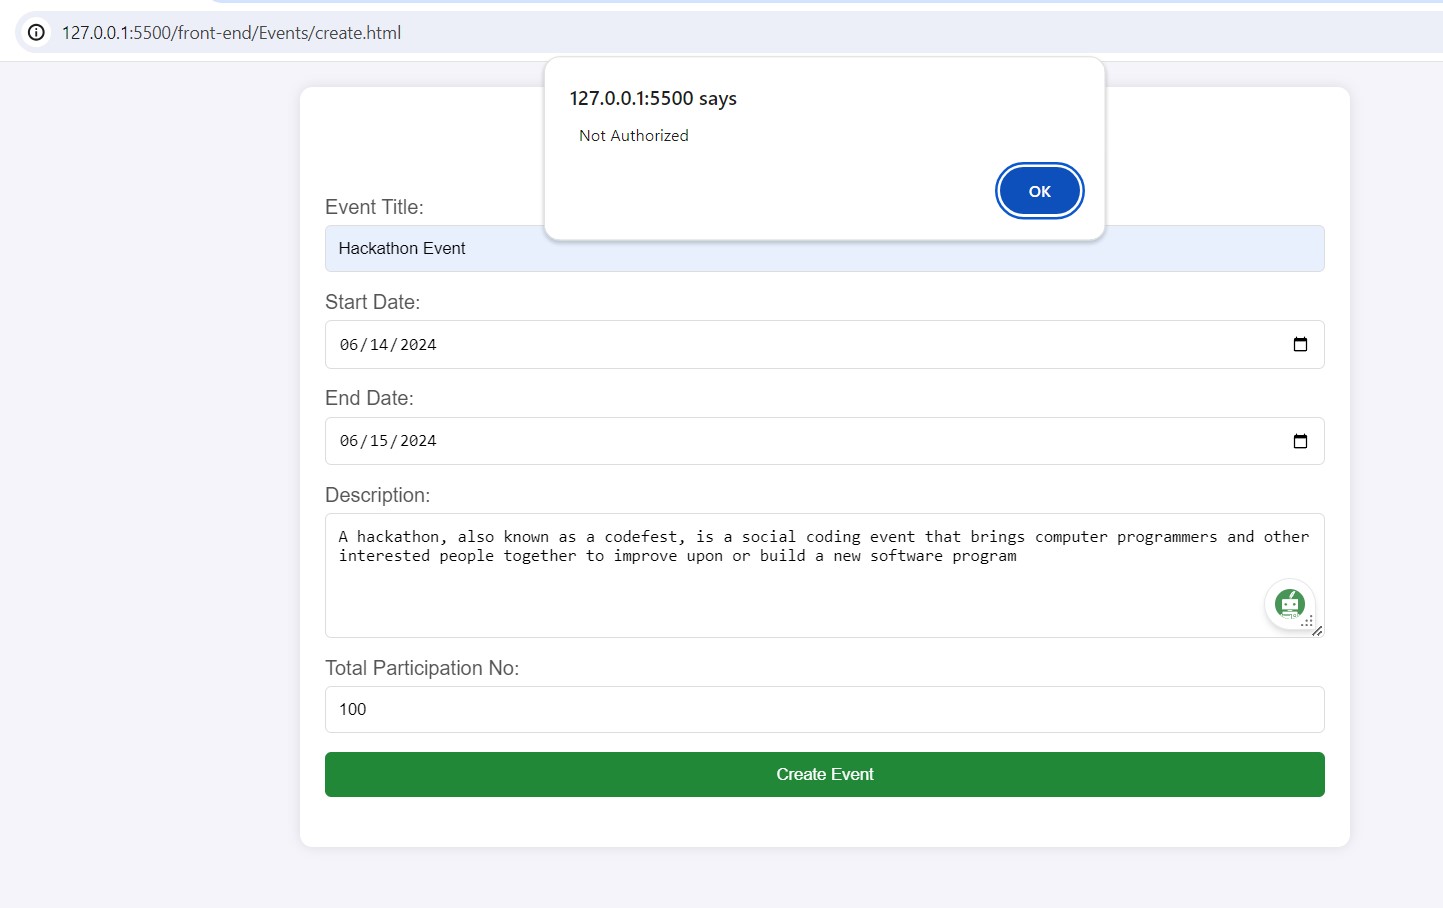 127.0.0.1:5500/front-end/Events/create.html
127.0.0.1:5500 says
Not Authorized
OK
Event Title:
Hackathon Event
Start Date:
06/14/2024
End Date:
06/15/2024
Description:
A hackathon, also known as a codefest, is a social coding event that brings computer programmers and other
interested people together to improve upon or build a new software program
Total Participation No:
100
Create Event